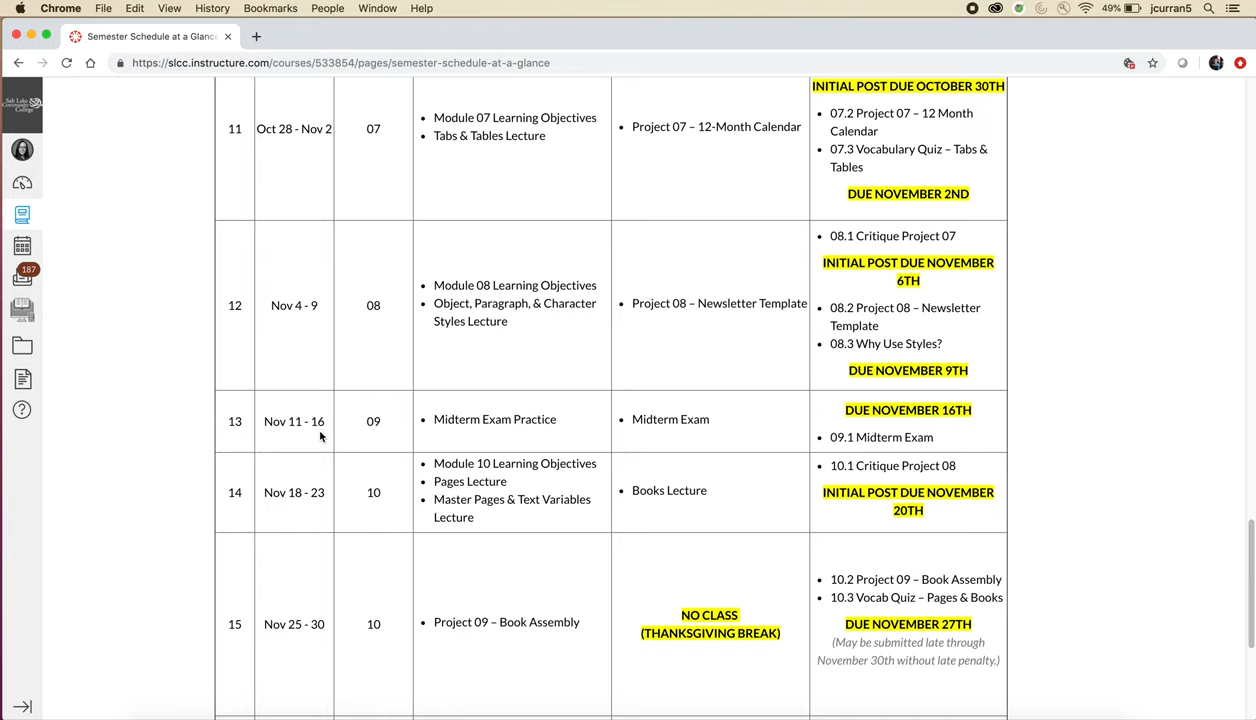 Chrome File Edit View History Bookmarks People Window Help 49% jcurran5
Semester Schedule at a Glance
https://slcc.instructure.com/courses/533854/pages/semester-schedule-at-a-glance
Salt Lake
Community
College
187
INITIAL POST DUE OCTOBER 30TH
11
Oct 28 - Nov 2
07
Module 07 Learning Objectives
Tabs & Tables Lecture
Project 07 – 12-Month Calendar
07.2 Project 07 – 12 Month
Calendar
07.3 Vocabulary Quiz – Tabs &
Tables
DUE NOVEMBER 2ND
12
Nov 4 - 9
08
Module 08 Learning Objectives
Object, Paragraph, & Character
Styles Lecture
Project 08 – Newsletter Template
08.1 Critique Project 07
INITIAL POST DUE NOVEMBER
6TH
08.2 Project 08 – Newsletter
Template
08.3 Why Use Styles?
DUE NOVEMBER 9TH
13
Nov 11 - 16
09
Midterm Exam Practice
Midterm Exam
DUE NOVEMBER 16TH
09.1 Midterm Exam
14
Nov 18 - 23
10
Module 10 Learning Objectives
Pages Lecture
Master Pages & Text Variables
Lecture
Books Lecture
10.1 Critique Project 08
INITIAL POST DUE NOVEMBER
20TH
15
Nov 25 - 30
10
Project 09 – Book Assembly
NO CLASS
(THANKSGIVING BREAK)
10.2 Project 09 – Book Assembly
10.3 Vocab Quiz – Pages & Books
DUE NOVEMBER 27TH
(May be submitted late through
November 30th without late penalty.)